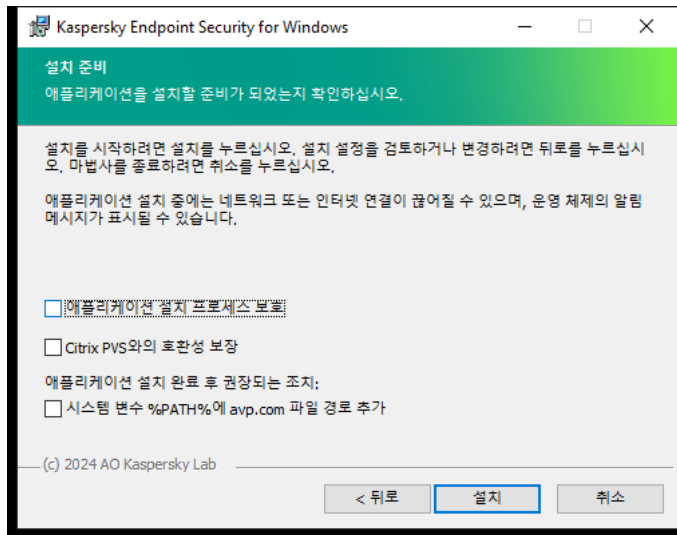 Kaspersky Endpoint Security for Windows
설치 준비
애플리케이션을 설치할 준비가 되었는지 확인하십시오.
설치를 시작하려면 설치를 누르십시오. 설치 설정을 검토하거나 변경하려면 뒤로를 누르십시
오. 마법사를 종료하려면 취소를 누르십시오.
애플리케이션 설치 중에는 네트워크 또는 인터넷 연결이 끊어질 수 있으며, 운영 체제의 알림
메시지가 표시될 수 있습니다.
애플리케이션 설치 프로세스 보호
Citrix PVS와의 호환성 보장
애플리케이션 설치 완료 후 권장되는 조치:
시스템 변수 %PATH%에 avp.com 파일 경로 추가
(c) 2024 AO Kaspersky Lab
< 뒤로 설치 취소